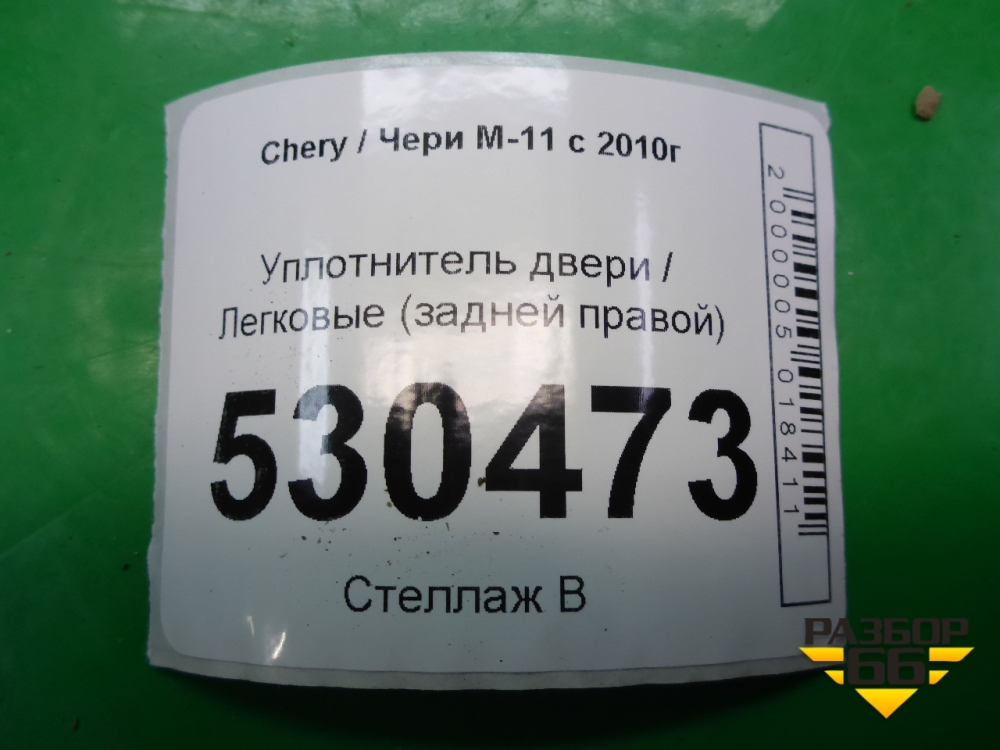 Chery / Чери М-11 с 2010г
Уплотнитель двери /
Легковые (задней правой)
530473
Стеллаж В
2000005018411
РАЗБОР
66